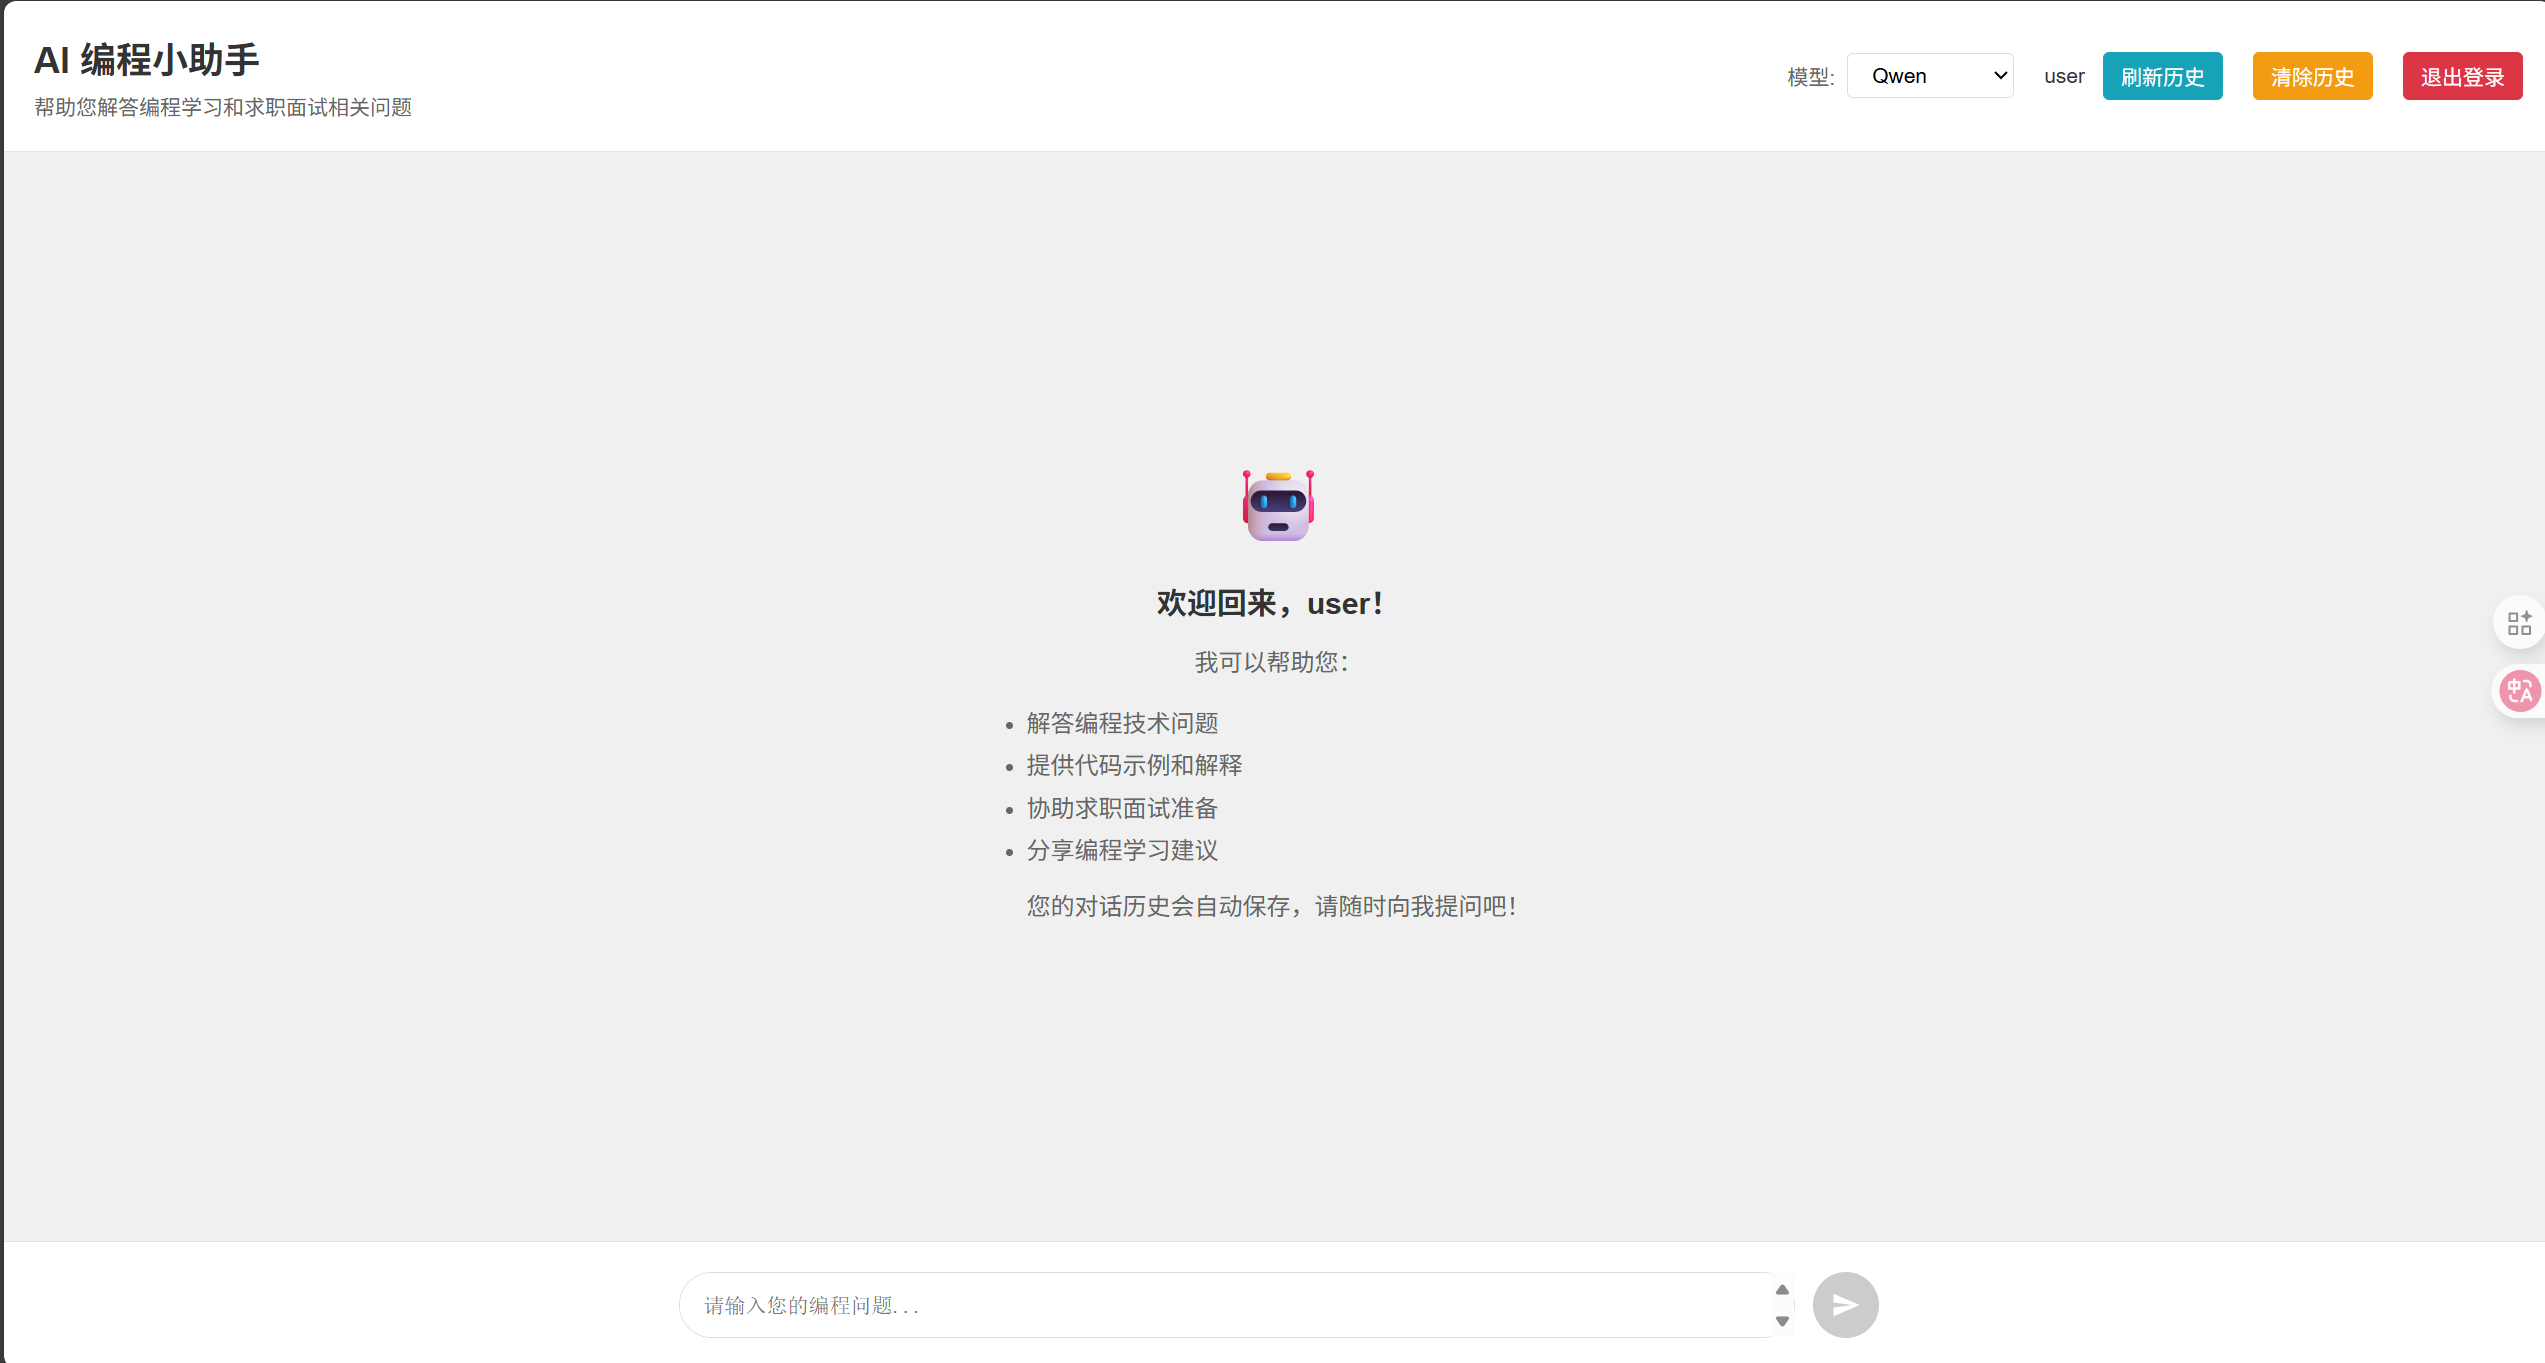 AI 编程小助手
帮助您解答编程学习和求职面试相关问题
模型: Qwen user 刷新历史 清除历史 退出登录
欢迎回来，user！
我可以帮助您：
解答编程技术问题
提供代码示例和解释
协助求职面试准备
分享编程学习建议
您的对话历史会自动保存，请随时向我提问吧！
中A
请输入您的编程问题...